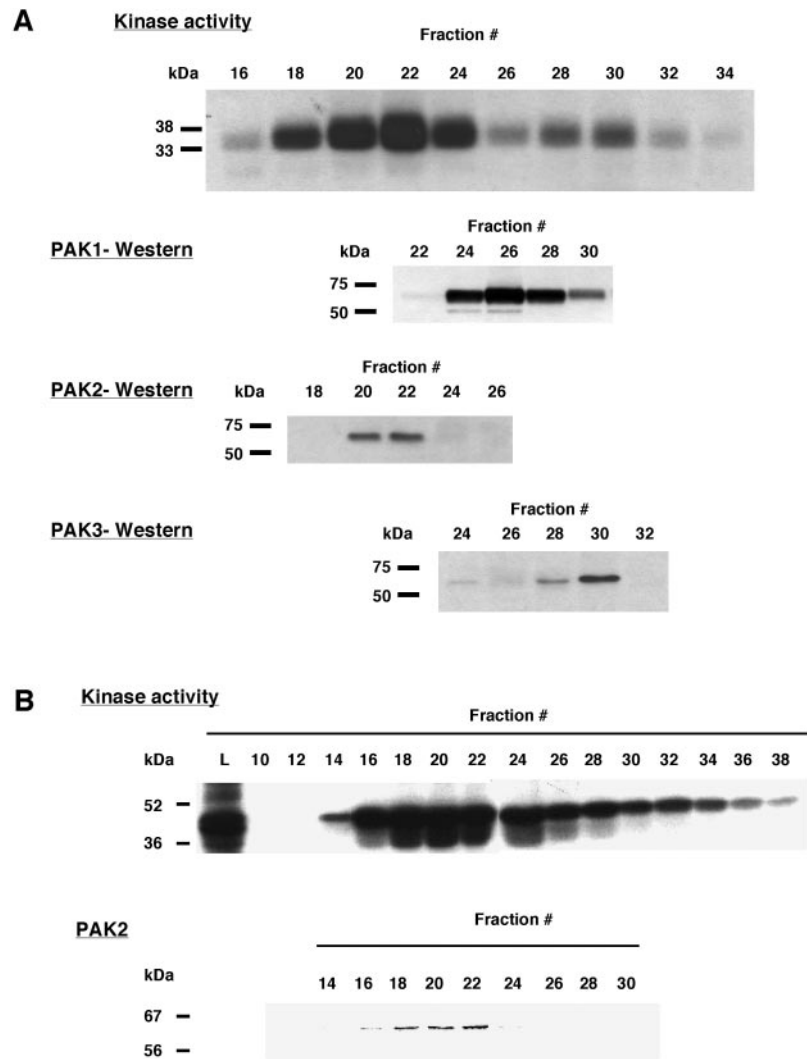 A
Kinase activity
Fraction #
kDa 16 18 20 22 24 26 28 30 32 34
38
33
Fraction #
PAK1- Western kDa 22 24 26 28 30
75
50
Fraction #
PAK2- Western kDa 18 20 22 24 26
75
50
Fraction #
PAK3- Western kDa 24 26 28 30 32
75
50
B
Kinase activity
Fraction #
kDa L 10 12 14 16 18 20 22 24 26 28 30 32 34 36 38
52
36
Fraction #
PAK2
kDa 14 16 18 20 22 24 26 28 30
67
56